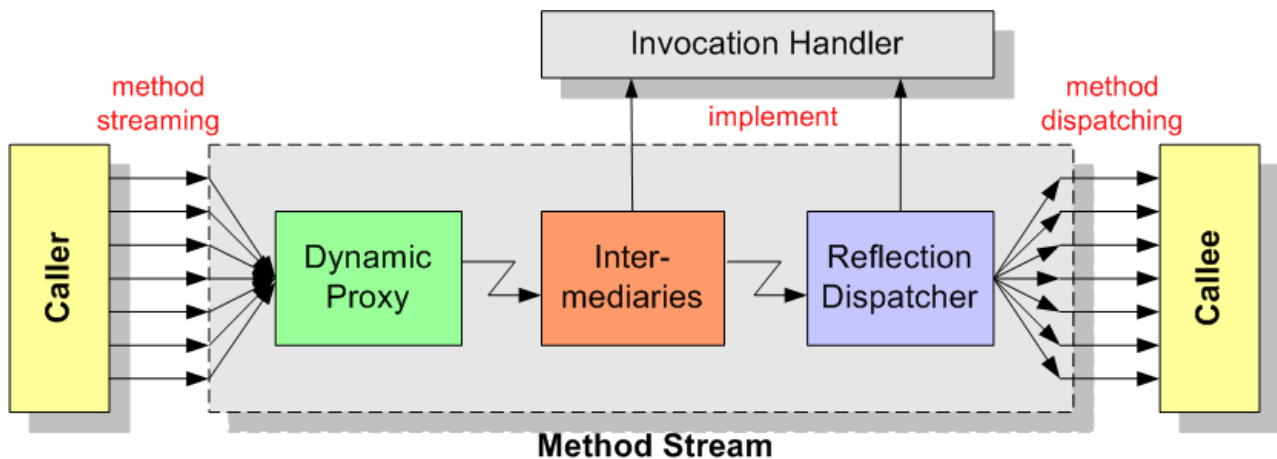 Invocation Handler
method
streaming
implement
method
dispatching
Caller
Dynamic
Proxy
Inter-
mediaries
Reflection
Dispatcher
Callee
Method Stream